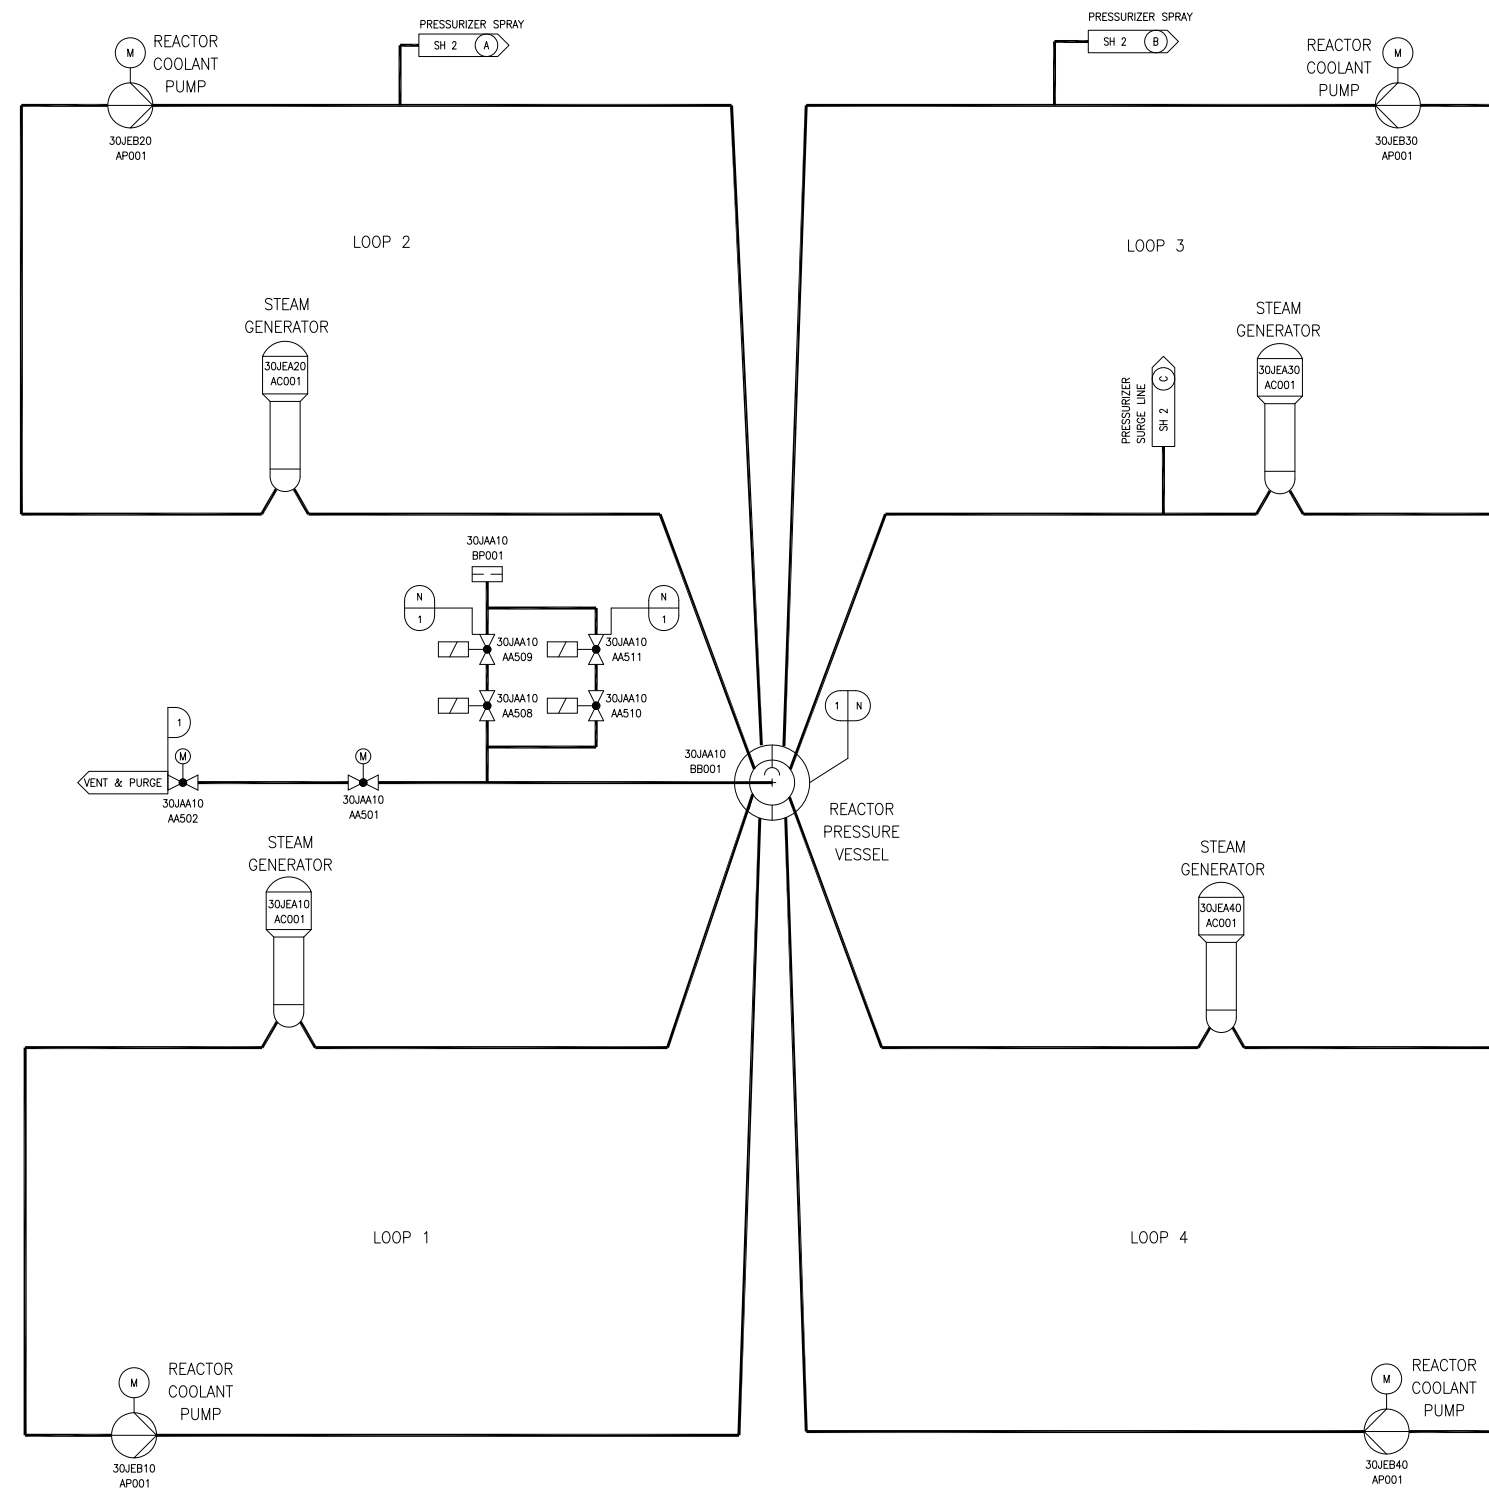 PRESSURIZER SPRAY
SH 2 A
M
REACTOR
COOLANT
PUMP
30JEB20
AP001
PRESSURIZER SPRAY
SH 2 B
REACTOR
COOLANT
PUMP
M
30JEB30
AP001
LOOP 2
LOOP 3
STEAM
GENERATOR
30JEA20
AC001
STEAM
GENERATOR
30JEA30
AC001
PRESSURIZER
SURGE LINE
SH 2 C
30JAA10
BP001
N
1
N
1
30JAA10
AA509
30JAA10
AA511
30JAA10
AA508
30JAA10
AA510
1 N
1
M
M
VENT & PURGE
30JAA10
AA502
30JAA10
AA501
30JAA10
BB001
REACTOR
PRESSURE
VESSEL
STEAM
GENERATOR
30JEA10
AC001
STEAM
GENERATOR
30JEA40
AC001
LOOP 1
LOOP 4
M
REACTOR
COOLANT
PUMP
30JEB10
AP001
M
REACTOR
COOLANT
PUMP
30JEB40
AP001